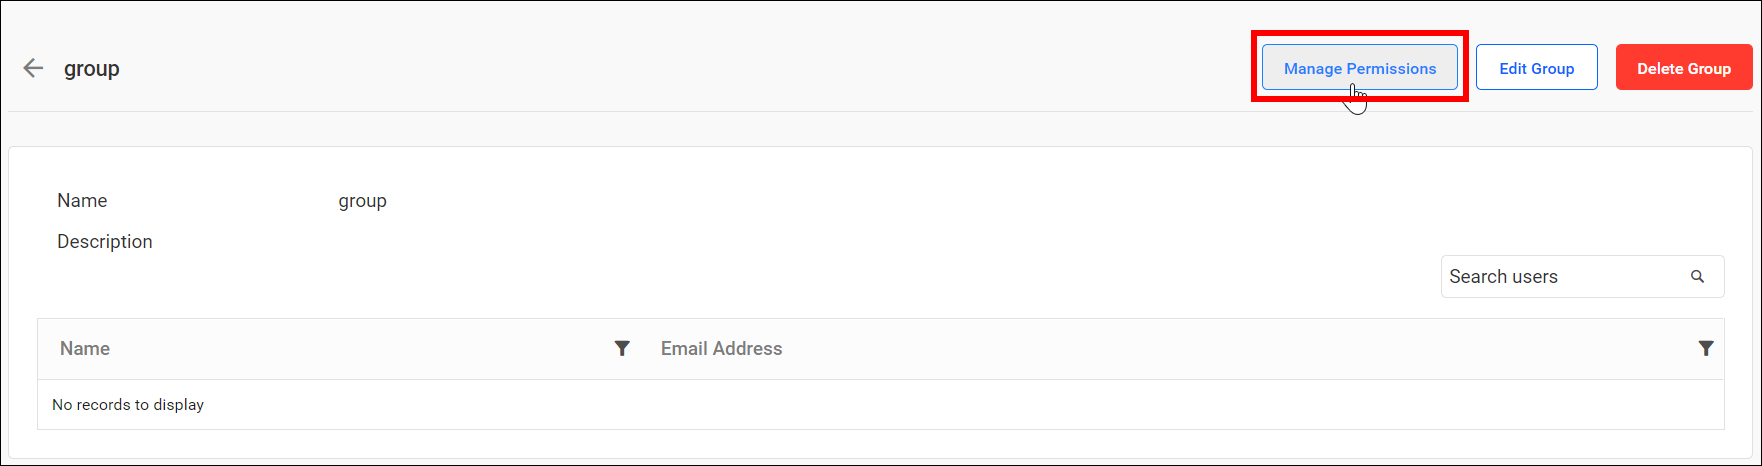 group
Manage Permissions
Edit Group
Delete Group
Name group
Description
Search users
Name Email Address
No records to display